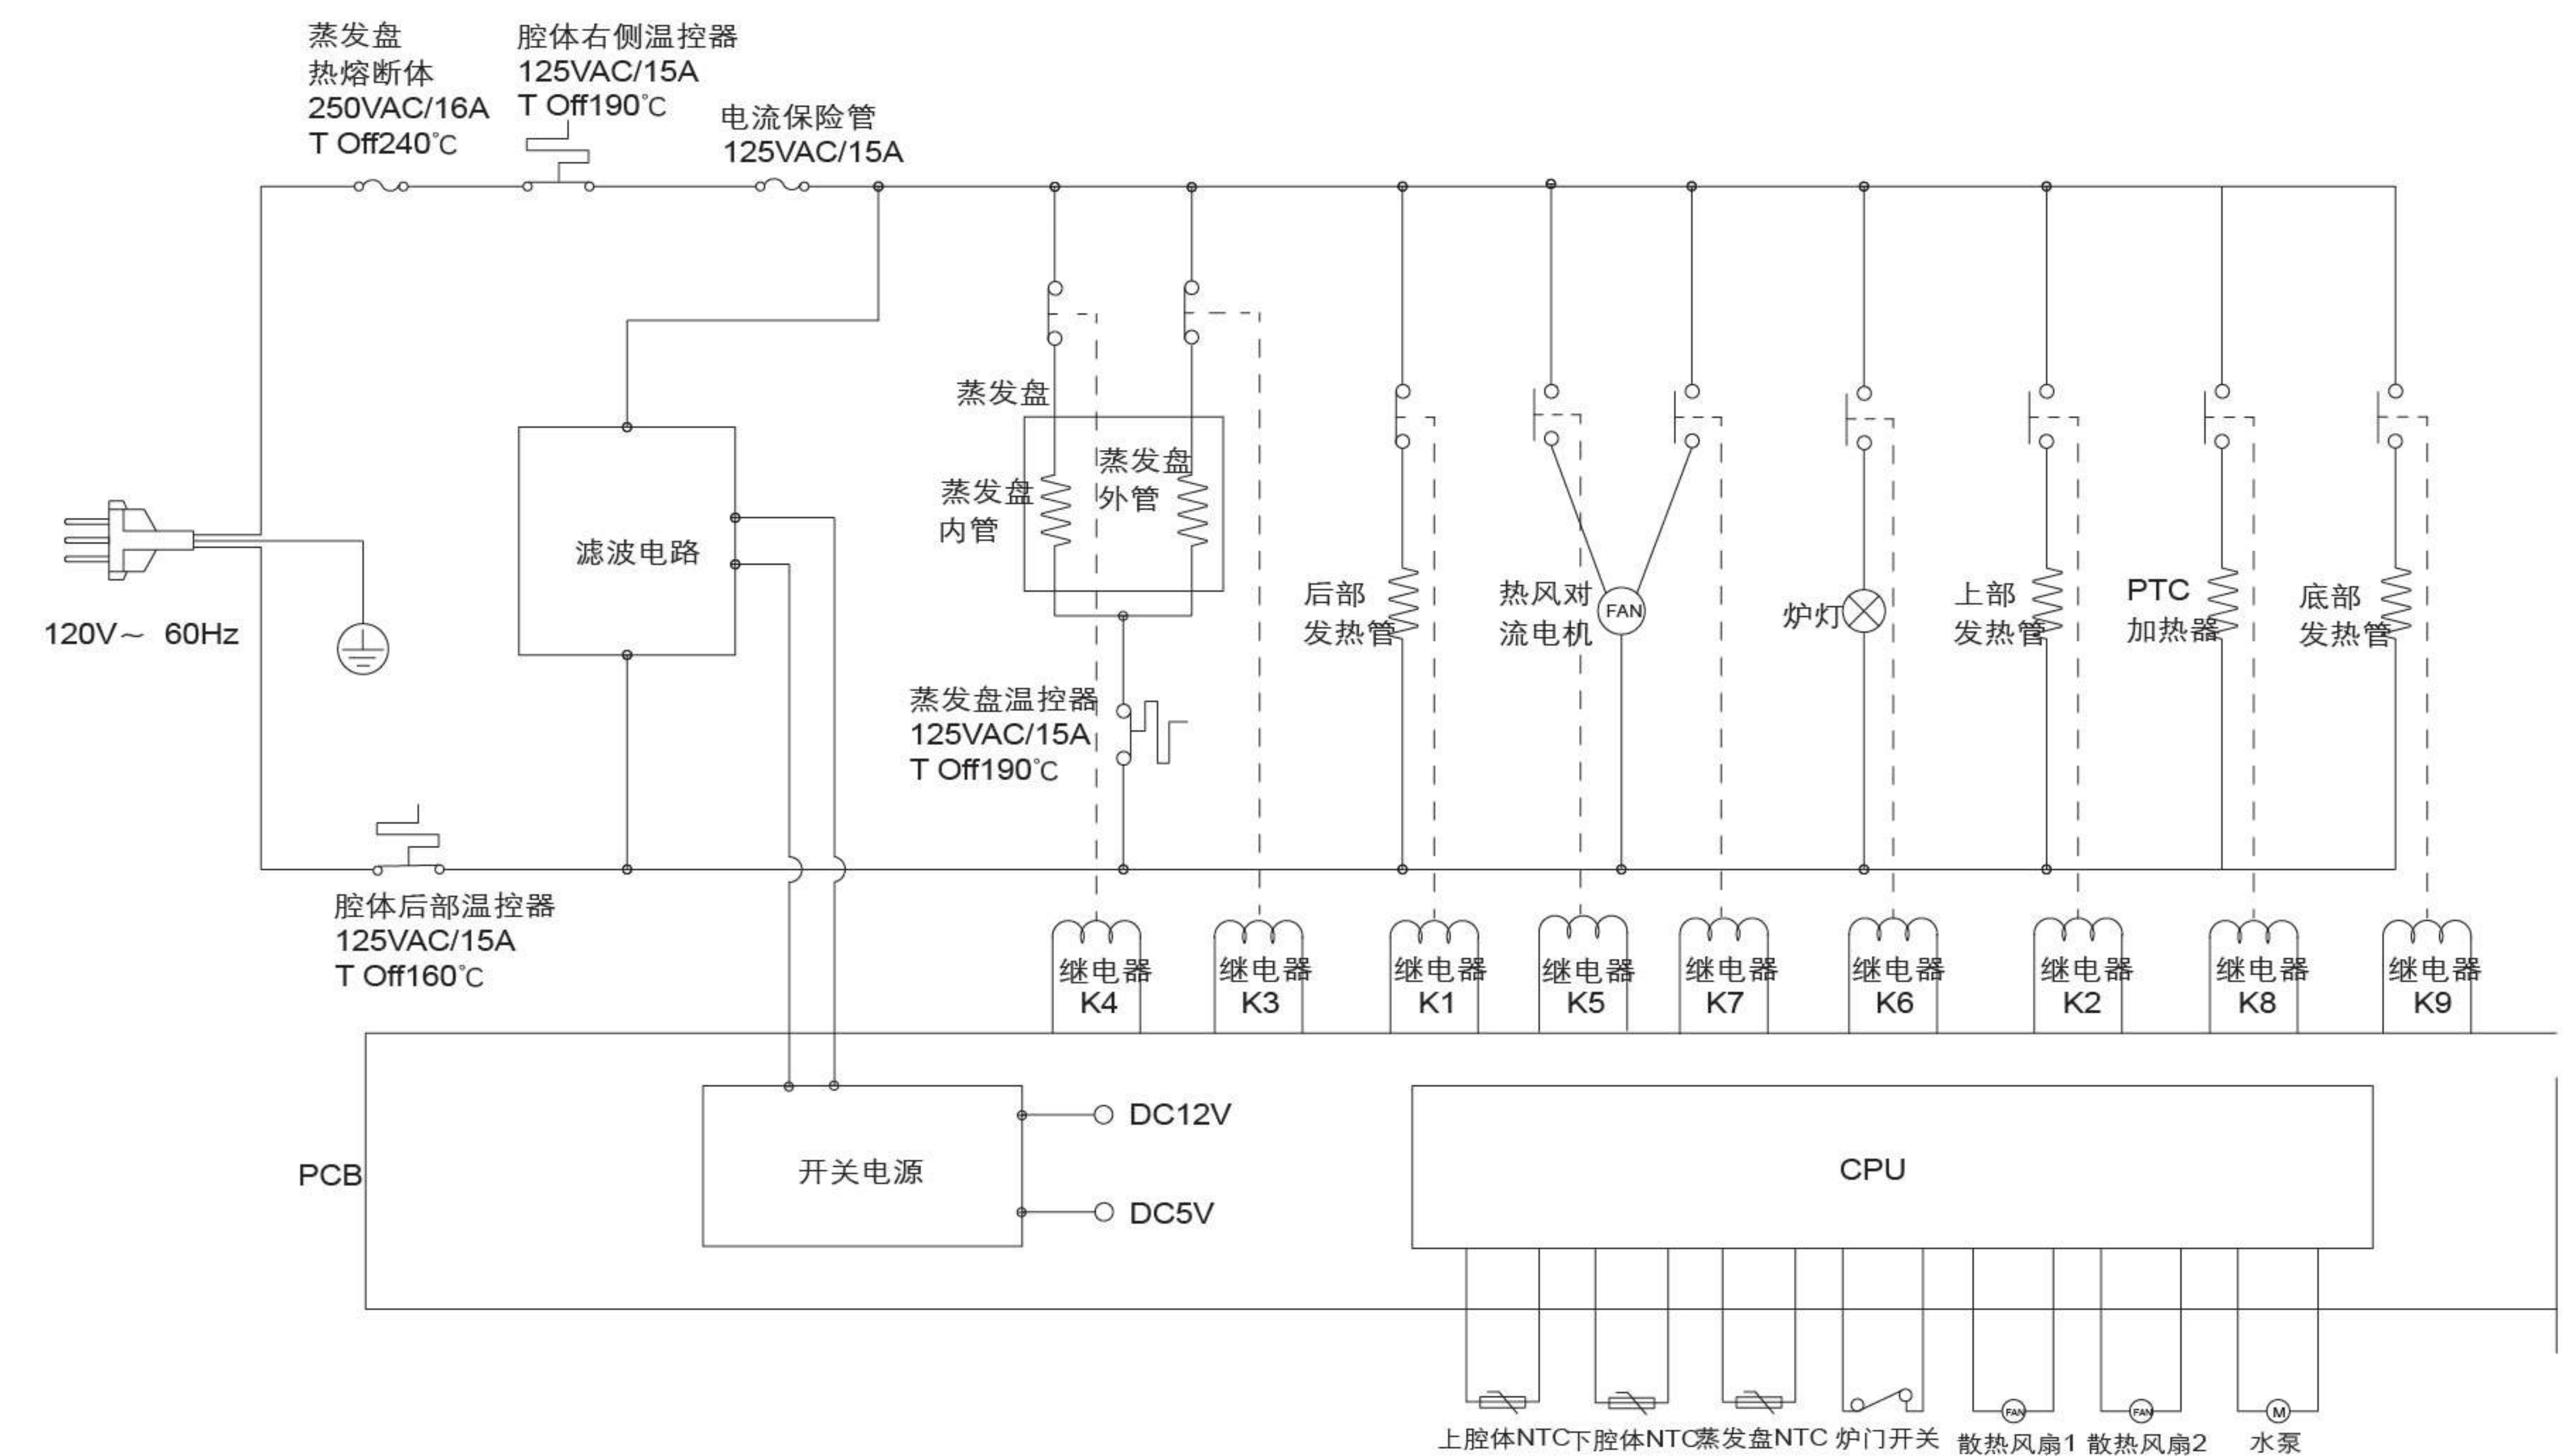 蒸发盘
热熔断体
250VAC/16A
T Off240℃
腔体右侧温控器
125VAC/15A
T Off190℃
电流保险管
125VAC/15A
120V～ 60Hz
滤波电路
蒸发盘
蒸发盘
内管
蒸发盘
外管
蒸发盘温控器
125VAC/15A
T Off190℃
后部
发热管
热风对
流电机
FAN
炉灯
上部
发热管
PTC
加热器
底部
发热管
腔体后部温控器
125VAC/15A
T Off160℃
继电器
K4
继电器
K3
继电器
K1
继电器
K5
继电器
K7
继电器
K6
继电器
K2
继电器
K8
继电器
K9
PCB
开关电源
DC12V
DC5V
CPU
上腔体NTC
下腔体NTC
蒸发盘NTC
炉门开关
FAN
散热风扇1
FAN
散热风扇2
M
水泵